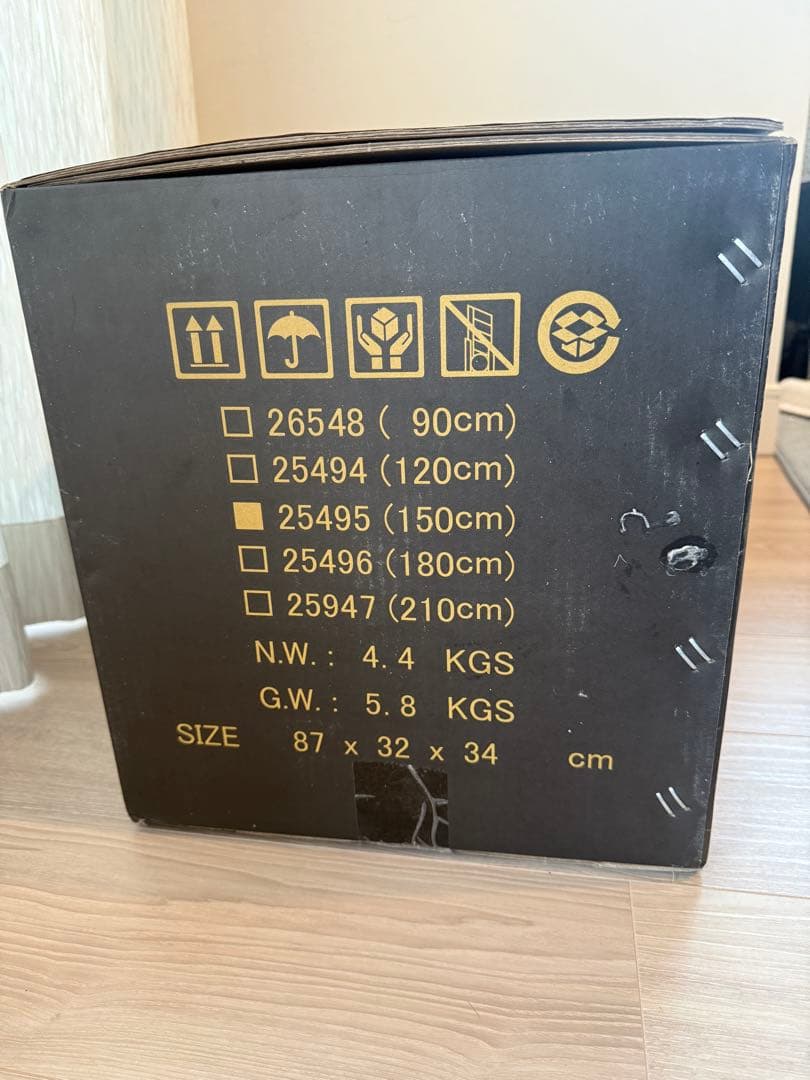 26548 ( 90cm)
25494 (120cm)
25495 (150cm)
25496 (180cm)
25947 (210cm)
N.W. : 4.4 KGS
G.W. : 5.8 KGS
SIZE 87 x 32 x 34 cm